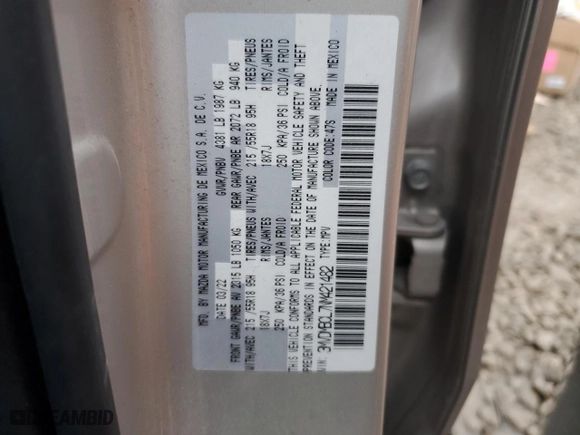 MFD. BY MAZDA MOTOR MANUFACTURING DE MEXICO S.A. DE C.V.
DATE 03/22 GVWR/PNBV 4381 LB 1987 KG
FRONT GAWR/PNBE AV 2315 LB 1050 KG REAR GAWR/PNBE AR 2072 LB 940 KG
WITH/AVEC 215/55R18 95H TIRES/PNEUS WITH/AVEC 215/55R18 95H TIRES/PNEUS
18X7J RIMS/JANTES 18X7J RIMS/JANTES
250 KPA/36 PSI COLD/A FROID 250 KPA/36 PSI COLD/A FROID
THIS VEHICLE CONFORMS TO ALL APPLICABLE FEDERAL MOTOR VEHICLE SAFETY AND THEFT
PREVENTION STANDARDS IN EFFECT ON THE DATE OF MANUFACTURE SHOWN ABOVE.
VIN: 3MVDMBCL7NM421482 TYPE:MPV COLOR CODE:47S MADE IN MEXICO
DREAMBID